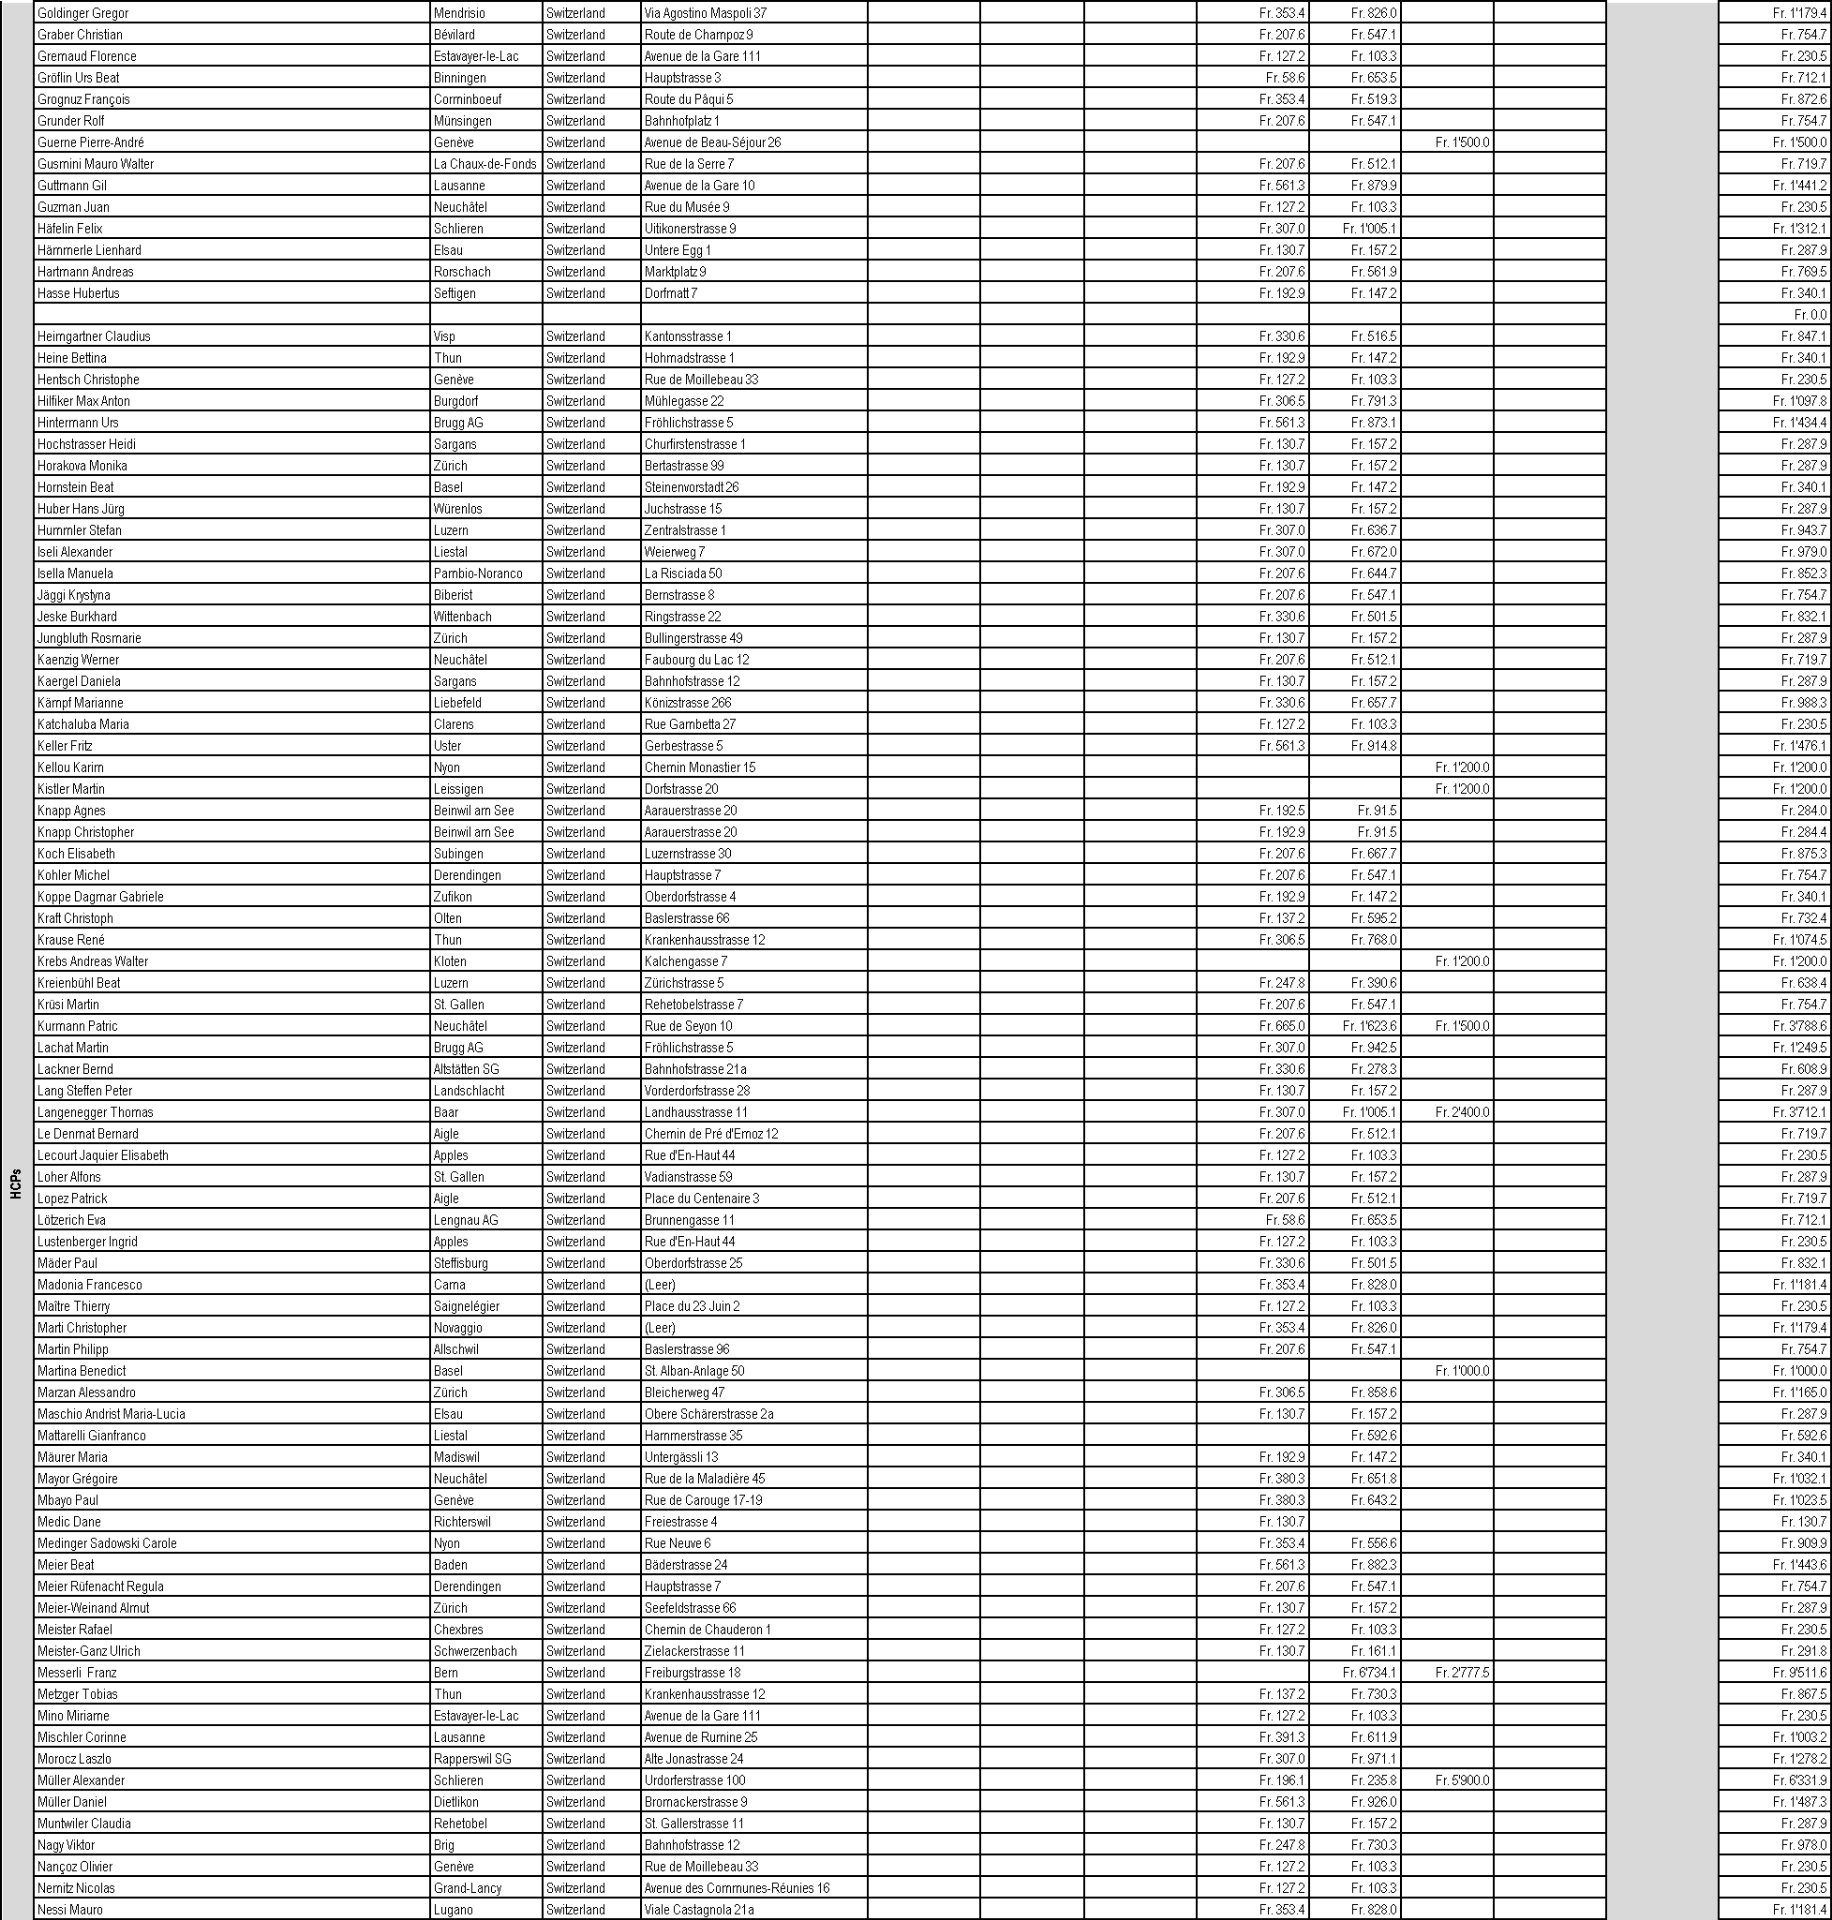 Goldinger Gregor Mendrisio Switzerland Via Agostino Maspoli 37 Fr. 353.4 Fr. 826.0 Fr. 1'179.4
Graber Christian Bévilard Switzerland Route de Champoz 9 Fr. 207.6 Fr. 547.1 Fr. 754.7
Gremaud Florence Estavayer-le-Lac Switzerland Avenue de la Gare 111 Fr. 127.2 Fr. 103.3 Fr. 230.5
Gröflin Urs Beat Binningen Switzerland Hauptstrasse 3 Fr. 58.6 Fr. 653.5 Fr. 712.1
Grognuz François Corminboeuf Switzerland Route du Pâqui 5 Fr. 353.4 Fr. 519.3 Fr. 872.6
Grunder Rolf Münsingen Switzerland Bahnhofplatz 1 Fr. 207.6 Fr. 547.1 Fr. 754.7
Guerne Pierre-André Genève Switzerland Avenue de Beau-Séjour 26 Fr. 1'500.0 Fr. 1'500.0
Gusmini Mauro Walter La Chaux-de-Fonds Switzerland Rue de la Serre 7 Fr. 207.6 Fr. 512.1 Fr. 719.7
Guttmann Gil Lausanne Switzerland Avenue de la Gare 10 Fr. 561.3 Fr. 879.9 Fr. 1'441.2
Guzman Juan Neuchâtel Switzerland Rue du Musée 9 Fr. 127.2 Fr. 103.3 Fr. 230.5
Häfelin Felix Schlieren Switzerland Uitikonerstrasse 9 Fr. 307.0 Fr. 1'005.1 Fr. 1'312.1
Hämmerle Lienhard Elsau Switzerland Untere Egg 1 Fr. 130.7 Fr. 157.2 Fr. 287.9
Hartmann Andreas Rorschach Switzerland Marktplatz 9 Fr. 207.6 Fr. 561.9 Fr. 769.5
Hasse Hubertus Seftigen Switzerland Dorfmatt 7 Fr. 192.9 Fr. 147.2 Fr. 340.1
Fr. 0.0
Heimgartner Claudius Visp Switzerland Kantonsstrasse 1 Fr. 330.6 Fr. 516.5 Fr. 847.1
Heine Bettina Thun Switzerland Hohmadstrasse 1 Fr. 192.9 Fr. 147.2 Fr. 340.1
Hentsch Christophe Genève Switzerland Rue de Moillebeau 33 Fr. 127.2 Fr. 103.3 Fr. 230.5
Hilfiker Max Anton Burgdorf Switzerland Mühlegasse 22 Fr. 306.5 Fr. 791.3 Fr. 1'097.8
Hintermann Urs Brugg AG Switzerland Fröhlichstrasse 5 Fr. 561.3 Fr. 873.1 Fr. 1'434.4
Hochstrasser Heidi Sargans Switzerland Churfirstenstrasse 1 Fr. 130.7 Fr. 157.2 Fr. 287.9
Horakova Monika Zürich Switzerland Bertastrasse 99 Fr. 130.7 Fr. 157.2 Fr. 287.9
Hornstein Beat Basel Switzerland Steinenvorstadt 26 Fr. 192.9 Fr. 147.2 Fr. 340.1
Huber Hans Jürg Würenlos Switzerland Juchstrasse 15 Fr. 130.7 Fr. 157.2 Fr. 287.9
Hummler Stefan Luzern Switzerland Zentralstrasse 1 Fr. 307.0 Fr. 636.7 Fr. 943.7
Iseli Alexander Liestal Switzerland Weierweg 7 Fr. 307.0 Fr. 672.0 Fr. 979.0
Isella Manuela Pambio-Noranco Switzerland La Risciada 50 Fr. 207.6 Fr. 644.7 Fr. 852.3
Jäggi Krystyna Biberist Switzerland Bernstrasse 8 Fr. 207.6 Fr. 547.1 Fr. 754.7
Jeske Burkhard Wittenbach Switzerland Ringstrasse 22 Fr. 330.6 Fr. 501.5 Fr. 832.1
Jungbluth Rosmarie Zürich Switzerland Bullingerstrasse 49 Fr. 130.7 Fr. 157.2 Fr. 287.9
Kaenzig Werner Neuchâtel Switzerland Faubourg du Lac 12 Fr. 207.6 Fr. 512.1 Fr. 719.7
Kaergel Daniela Sargans Switzerland Bahnhofstrasse 12 Fr. 130.7 Fr. 157.2 Fr. 287.9
Kämpf Marianne Liebefeld Switzerland Könizstrasse 266 Fr. 330.6 Fr. 657.7 Fr. 988.3
Katchaluba Maria Clarens Switzerland Rue Gambetta 27 Fr. 127.2 Fr. 103.3 Fr. 230.5
Keller Fritz Uster Switzerland Gerbestrasse 5 Fr. 561.3 Fr. 914.8 Fr. 1'476.1
Kellou Karim Nyon Switzerland Chemin Monastier 15 Fr. 1'200.0 Fr. 1'200.0
Kistler Martin Leissigen Switzerland Dorfstrasse 20 Fr. 1'200.0 Fr. 1'200.0
Knapp Agnes Beinwil am See Switzerland Aarauerstrasse 20 Fr. 192.5 Fr. 91.5 Fr. 284.0
Knapp Christopher Beinwil am See Switzerland Aarauerstrasse 20 Fr. 192.9 Fr. 91.5 Fr. 284.4
Koch Elisabeth Subingen Switzerland Luzernstrasse 30 Fr. 207.6 Fr. 667.7 Fr. 875.3
Kohler Michel Derendingen Switzerland Hauptstrasse 7 Fr. 207.6 Fr. 547.1 Fr. 754.7
Koppe Dagmar Gabriele Zufikon Switzerland Oberdorfstrasse 4 Fr. 192.9 Fr. 147.2 Fr. 340.1
Kraft Christoph Olten Switzerland Baslerstrasse 66 Fr. 137.2 Fr. 595.2 Fr. 732.4
Krause René Thun Switzerland Krankenhausstrasse 12 Fr. 306.5 Fr. 768.0 Fr. 1'074.5
Krebs Andreas Walter Kloten Switzerland Kalchengasse 7 Fr. 1'200.0 Fr. 1'200.0
Kreienbühl Beat Luzern Switzerland Zürichstrasse 5 Fr. 247.8 Fr. 390.6 Fr. 638.4
Krüsi Martin St. Gallen Switzerland Rehetobelstrasse 7 Fr. 207.6 Fr. 547.1 Fr. 754.7
Kurmann Patric Neuchâtel Switzerland Rue de Seyon 10 Fr. 665.0 Fr. 1'623.6 Fr. 1'500.0 Fr. 3'788.6
Lachat Martin Brugg AG Switzerland Fröhlichstrasse 5 Fr. 307.0 Fr. 942.5 Fr. 1'249.5
Lackner Bernd Altstätten SG Switzerland Bahnhofstrasse 21a Fr. 330.6 Fr. 278.3 Fr. 608.9
Lang Steffen Peter Landschlacht Switzerland Vorderdorfstrasse 28 Fr. 130.7 Fr. 157.2 Fr. 287.9
Langenegger Thomas Baar Switzerland Landhausstrasse 11 Fr. 307.0 Fr. 1'005.1 Fr. 2'400.0 Fr. 3'712.1
Le Denmat Bernard Aigle Switzerland Chemin de Pré d'Emoz 12 Fr. 207.6 Fr. 512.1 Fr. 719.7
Lecourt Jaquier Elisabeth Apples Switzerland Rue d'En-Haut 44 Fr. 127.2 Fr. 103.3 Fr. 230.5
Loher Alfons St. Gallen Switzerland Vadianstrasse 59 Fr. 130.7 Fr. 157.2 Fr. 287.9
HCPs
Lopez Patrick Aigle Switzerland Place du Centenaire 3 Fr. 207.6 Fr. 512.1 Fr. 719.7
Lötzerich Eva Lengnau AG Switzerland Brunnengasse 11 Fr. 58.6 Fr. 653.5 Fr. 712.1
Lustenberger Ingrid Apples Switzerland Rue d'En-Haut 44 Fr. 127.2 Fr. 103.3 Fr. 230.5
Mäder Paul Steffisburg Switzerland Oberdorfstrasse 25 Fr. 330.6 Fr. 501.5 Fr. 832.1
Madonia Francesco Cama Switzerland (Leer) Fr. 353.4 Fr. 828.0 Fr. 1'181.4
Maître Thierry Saignelégier Switzerland Place du 23 Juin 2 Fr. 127.2 Fr. 103.3 Fr. 230.5
Marti Christopher Novaggio Switzerland (Leer) Fr. 353.4 Fr. 826.0 Fr. 1'179.4
Martin Philipp Allschwil Switzerland Baslerstrasse 96 Fr. 207.6 Fr. 547.1 Fr. 754.7
Martina Benedict Basel Switzerland St. Alban-Anlage 50 Fr. 1'000.0 Fr. 1'000.0
Marzan Alessandro Zürich Switzerland Bleicherweg 47 Fr. 306.5 Fr. 858.6 Fr. 1'165.0
Maschio Andrist Maria-Lucia Elsau Switzerland Obere Schärerstrasse 2a Fr. 130.7 Fr. 157.2 Fr. 287.9
Mattarelli Gianfranco Liestal Switzerland Hammerstrasse 35 Fr. 592.6 Fr. 592.6
Mäurer Maria Madiswil Switzerland Untergässli 13 Fr. 192.9 Fr. 147.2 Fr. 340.1
Mayor Grégoire Neuchâtel Switzerland Rue de la Maladière 45 Fr. 380.3 Fr. 651.8 Fr. 1'032.1
Mbayo Paul Genève Switzerland Rue de Carouge 17-19 Fr. 380.3 Fr. 643.2 Fr. 1'023.5
Medic Dane Richterswil Switzerland Freiestrasse 4 Fr. 130.7 Fr. 130.7
Medinger Sadowski Carole Nyon Switzerland Rue Neuve 6 Fr. 353.4 Fr. 556.6 Fr. 909.9
Meier Beat Baden Switzerland Bäderstrasse 24 Fr. 561.3 Fr. 882.3 Fr. 1'443.6
Meier Rüfenacht Regula Derendingen Switzerland Hauptstrasse 7 Fr. 207.6 Fr. 547.1 Fr. 754.7
Meier-Weinand Almut Zürich Switzerland Seefeldstrasse 66 Fr. 130.7 Fr. 157.2 Fr. 287.9
Meister Rafael Chexbres Switzerland Chemin de Chauderon 1 Fr. 127.2 Fr. 103.3 Fr. 230.5
Meister-Ganz Ulrich Schwerzenbach Switzerland Zielackerstrasse 11 Fr. 130.7 Fr. 161.1 Fr. 291.8
Messerli Franz Bern Switzerland Freiburgstrasse 18 Fr. 6'734.1 Fr. 2'777.5 Fr. 9'511.6
Metzger Tobias Thun Switzerland Krankenhausstrasse 12 Fr. 137.2 Fr. 730.3 Fr. 867.5
Mino Miriame Estavayer-le-Lac Switzerland Avenue de la Gare 111 Fr. 127.2 Fr. 103.3 Fr. 230.5
Mischler Corinne Lausanne Switzerland Avenue de Rumine 25 Fr. 391.3 Fr. 611.9 Fr. 1'003.2
Morocz Laszlo Rapperswil SG Switzerland Alte Jonastrasse 24 Fr. 307.0 Fr. 971.1 Fr. 1'278.2
Müller Alexander Schlieren Switzerland Urdorferstrasse 100 Fr. 196.1 Fr. 235.8 Fr. 5'900.0 Fr. 6'331.9
Müller Daniel Dietlikon Switzerland Bromackerstrasse 9 Fr. 561.3 Fr. 926.0 Fr. 1'487.3
Muntwiler Claudia Rehetobel Switzerland St. Gallerstrasse 11 Fr. 130.7 Fr. 157.2 Fr. 287.9
Nagy Viktor Brig Switzerland Bahnhofstrasse 12 Fr. 247.8 Fr. 730.3 Fr. 978.0
Nançoz Olivier Genève Switzerland Rue de Moillebeau 33 Fr. 127.2 Fr. 103.3 Fr. 230.5
Nemitz Nicolas Grand-Lancy Switzerland Avenue des Communes-Réunies 16 Fr. 127.2 Fr. 103.3 Fr. 230.5
Nessi Mauro Lugano Switzerland Viale Castagnola 21a Fr. 353.4 Fr. 828.0 Fr. 1'181.4